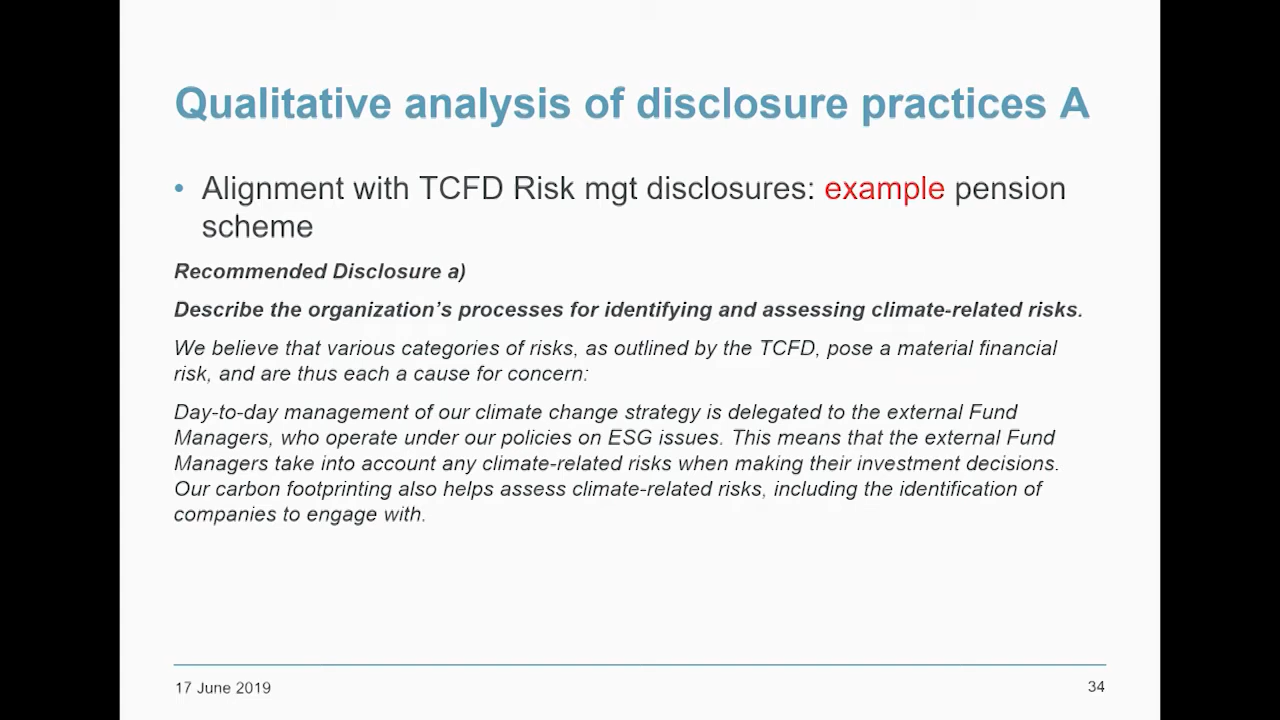 Qualitative analysis of disclosure practices A
• Alignment with TCFD Risk mgt disclosures: example pension
scheme
Recommended Disclosure a)
Describe the organization’s processes for identifying and assessing climate-related risks.
We believe that various categories of risks, as outlined by the TCFD, pose a material financial
risk, and are thus each a cause for concern:
Day-to-day management of our climate change strategy is delegated to the external Fund
Managers, who operate under our policies on ESG issues. This means that the external Fund
Managers take into account any climate-related risks when making their investment decisions.
Our carbon footprinting also helps assess climate-related risks, including the identification of
companies to engage with.
17 June 2019
34